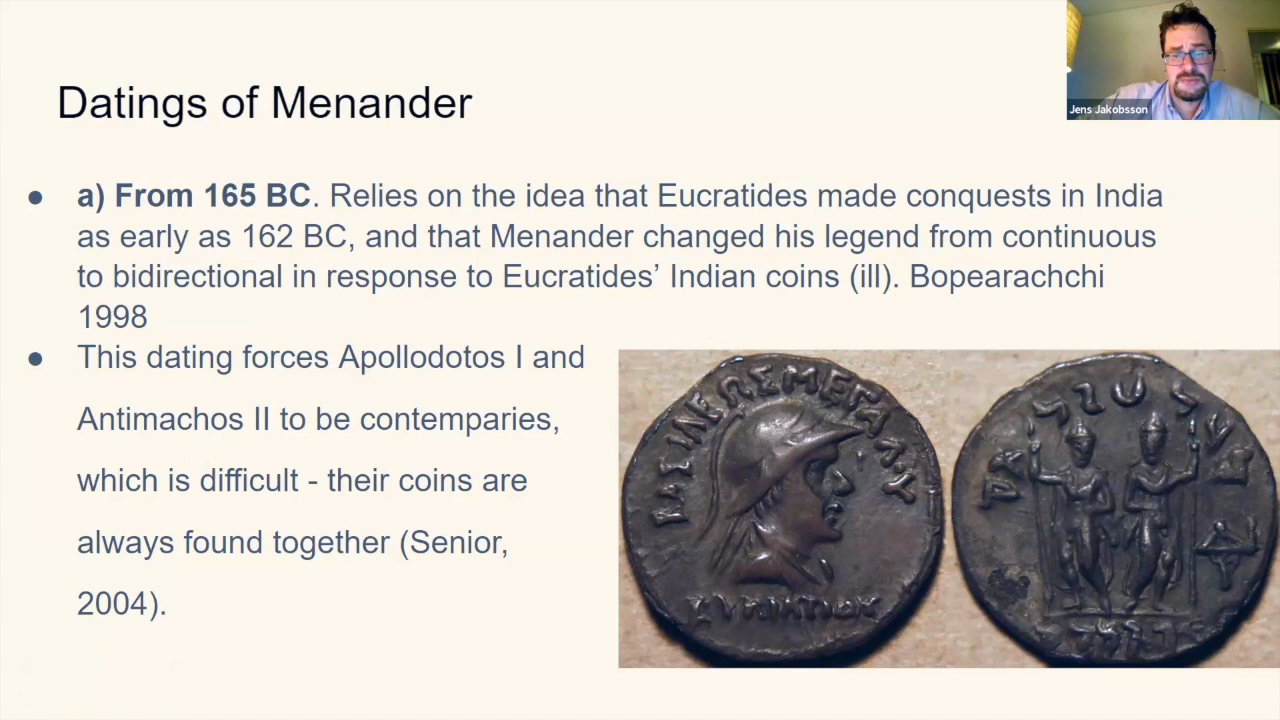 Jens Jakobsson
Datings of Menander
● a) From 165 BC. Relies on the idea that Eucratides made conquests in India
as early as 162 BC, and that Menander changed his legend from continuous
to bidirectional in response to Eucratides’ Indian coins (ill). Bopearachchi
1998
● This dating forces Apollodotos I and
Antimachos II to be contemparies,
which is difficult - their coins are
always found together (Senior,
2004).